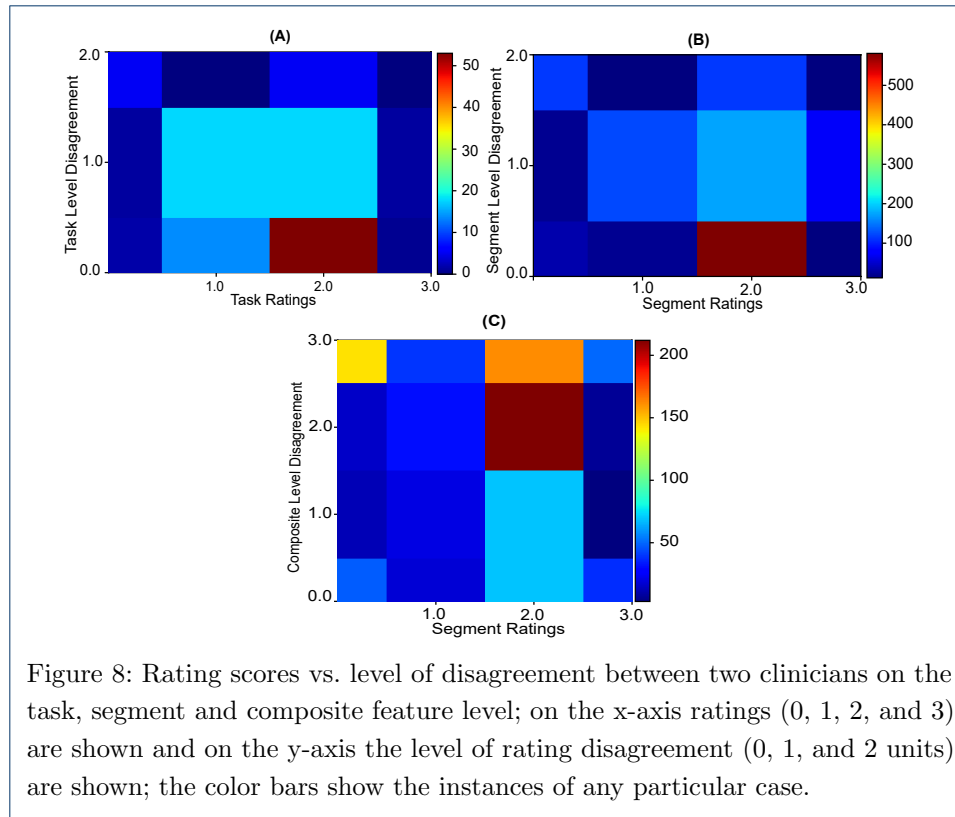 (A)
2.0
1.0
0.0
Task Level Disagreement
1.0
2.0
3.0
Task Ratings
50
40
30
20
10
0
(B)
2.0
1.0
0.0
Segment Level Disagreement
1.0
2.0
3.0
Segment Ratings
500
400
300
200
100
(C)
3.0
2.0
1.0
0.0
Composite Level Disagreement
1.0
2.0
3.0
Segment Ratings
200
150
100
50
Figure 8: Rating scores vs. level of disagreement between two clinicians on the
task, segment and composite feature level; on the x-axis ratings (0, 1, 2, and 3)
are shown and on the y-axis the level of rating disagreement (0, 1, and 2 units)
are shown; the color bars show the instances of any particular case.